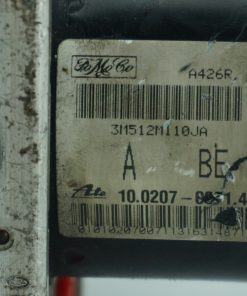 FoMoCo
A426R.
3M512M110JA
A BE
Ate 10.0207-